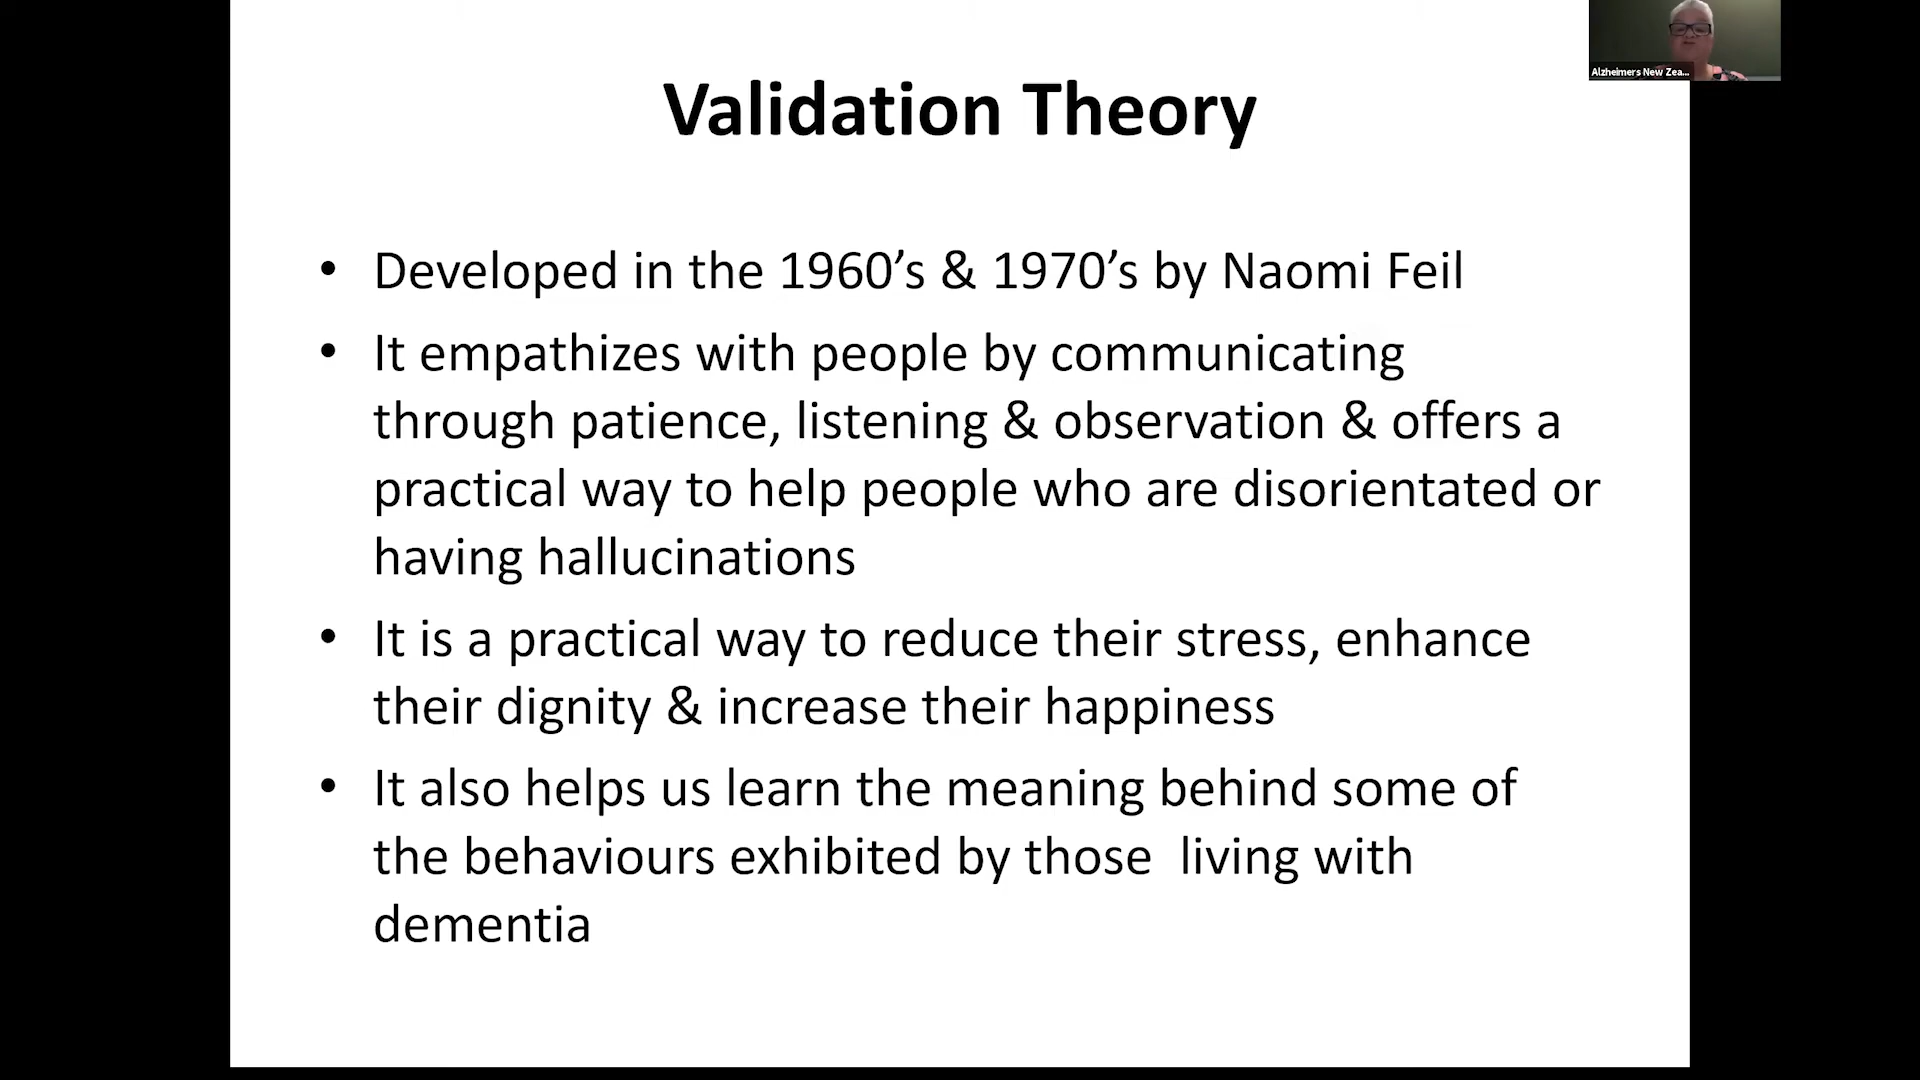 Validation Theory
• Developed in the 1960’s & 1970’s by Naomi Feil
• It empathizes with people by communicating
through patience, listening & observation & offers a
practical way to help people who are disorientated or
having hallucinations
• It is a practical way to reduce their stress, enhance
their dignity & increase their happiness
• It also helps us learn the meaning behind some of
the behaviours exhibited by those  living with
dementia
Alzheimers New Zea...